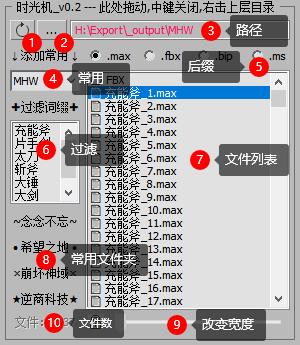 时光机_v0.2 --- 此处拖动,中键关闭,右击上层目录
... H:\Export\_output\MHW
1 2 3 路径
↓添加常用↓ .max .fbx .bip .ms
后缀 5
MHW FBX
4 常用
+过滤词缀+
充能斧
片手
太刀
斩斧
大锤
大剑
6 过滤
充能斧_1.max
充能斧_2.max
充能斧_3.max
充能斧_4.max
充能斧_5.max
充能斧_6.max
充能斧_7.max
充能斧_8.max
充能斧_9.max
充能斧_10.max
充能斧_11.max
充能斧_12.max
充能斧_13.max
充能斧_14.max
充能斧_15.max
充能斧_16.max
充能斧_17.max
7 文件列表
~念念不忘~
•希望之地•
8 常用文件夹
×崩坏神域×
★逆商科技★
文件:
10 文件数
9 改变宽度